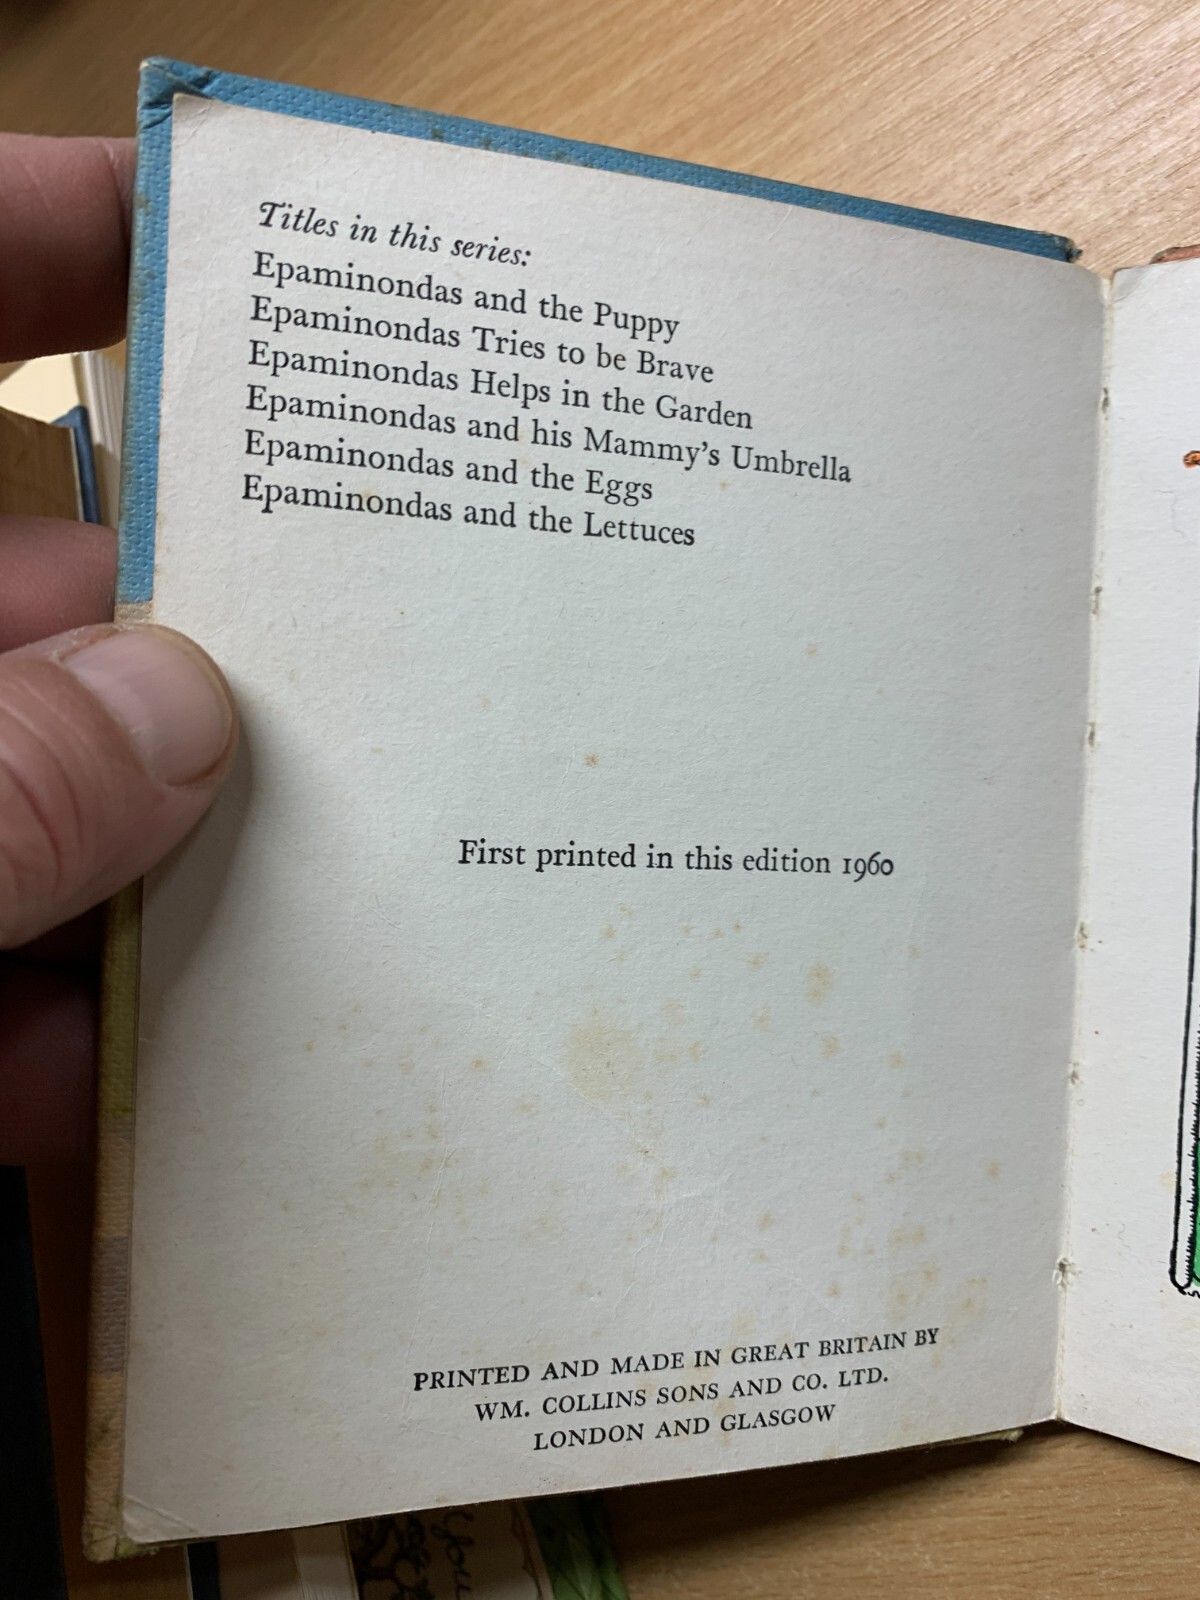 Titles in this series:
Epaminondas and the Puppy
Epaminondas Tries to be Brave
Epaminondas Helps in the Garden
Epaminondas and his Mammy's Umbrella
Epaminondas and the Eggs
Epaminondas and the Lettuces
First printed in this edition 1960
PRINTED AND MADE IN GREAT BRITAIN BY
WM. COLLINS SONS AND CO. LTD.
LONDON AND GLASGOW